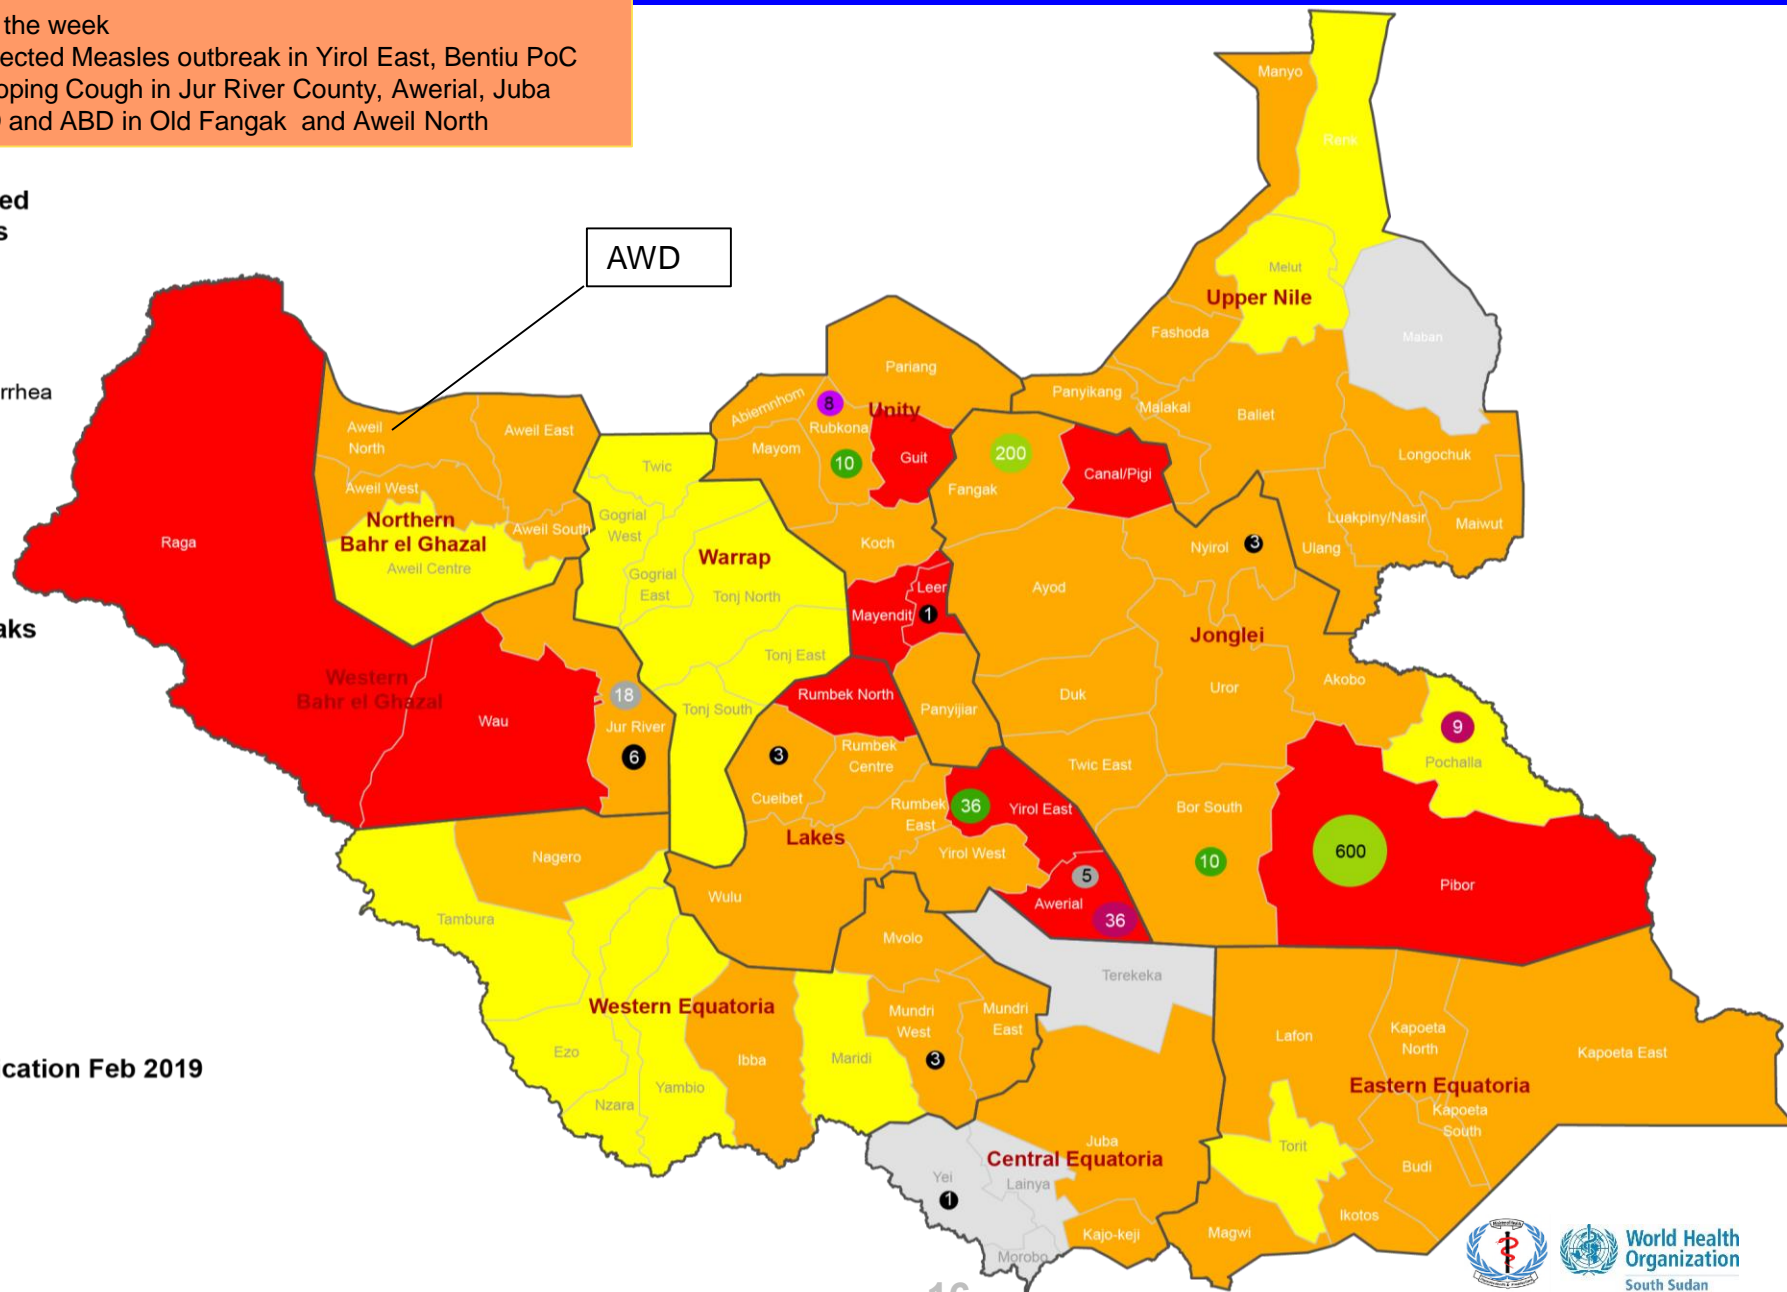 the week
ected Measles outbreak in Yirol East, Bentiu PoC
oping Cough in Jur River County, Awerial, Juba
and ABD in Old Fangak and Aweil North
ed
s
rrhea
aks
ication Feb 2019
AWD
Manyo
Rank
Melut
Upper Nile
Maban
Fashoda
Pariang
Panyikang
Malakal
Baliet
Abiemnhom
8
Unity
Rubkona
Mayom
10
Guit
200
Fangak
Canal/Pigi
Longochuk
Aweil
North
Aweil East
Aweil West
Northern
Bahr el Ghazal
Aweil South
Aweil Centre
Raga
Twic
Gogrial
West
Warrap
Gogrial
East
Tonj North
Tonj East
Tonj South
Koch
Leer
Mayendit
1
Nyirol
3
Ulang
Luakpiny/Nasir
Maiwut
Ayod
Jonglei
Western
Bahr el Ghazal
Wau
18
Jur River
6
Rumbek North
Panyijiar
Duk
Uror
Akobo
9
Pochalla
3
Cueibet
Rumbek
Centre
Rumbek
East
Lakes
36
Yirol East
Yirol West
Twic East
Bor South
10
600
Pibor
5
Awerial
36
Wulu
Nagero
Tambura
Mvolo
Terekeka
Western Equatoria
Ezo
Nzara
Yambio
Ibba
Maridi
Mundri
West
3
Mundri
East
Lafon
Kapoeta
North
Kapoeta East
Eastern Equatoria
Kapoeta
South
Torit
Budi
Ikotos
Magwi
Juba
Central Equatoria
Yei
1
Lainya
Morobo
Kajo-keji
World Health
Organization
South Sudan